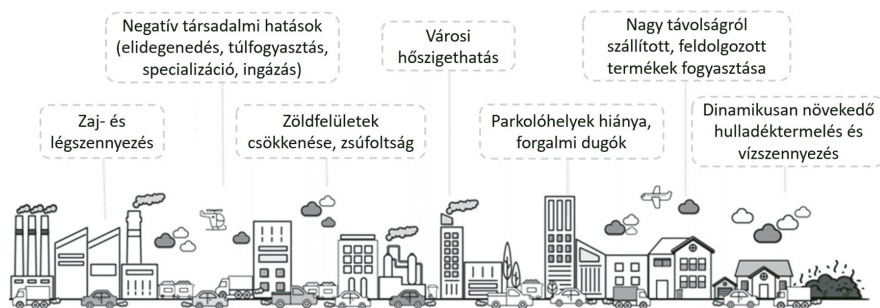 Negatív társadalmi hatások
(elidegenedés, túlfogyasztás,
specializáció, ingázás)
Városi
hőszigethatás
Nagy távolságról
szállított, feldolgozott
termékek fogyasztása
Zaj- és
légszennyezés
Zöldfelületek
csökkenése, zsúfoltság
Parkolóhelyek hiánya,
forgalmi dugók
Dinamikusan növekedő
hulladéktermelés és
vízszennyezés